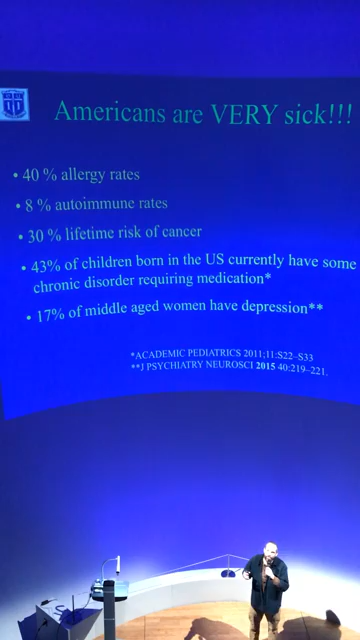 Americans are VERY sick!!!
• 40 % allergy rates
• 8 % autoimmune rates
• 30 % lifetime risk of cancer
• 43% of children born in the US currently have some
chronic disorder requiring medication*
• 17% of middle aged women have depression**
*ACADEMIC PEDIATRICS 2011;11:S22–S33
**J PSYCHIATRY NEUROSCI 2015 40:219–221.